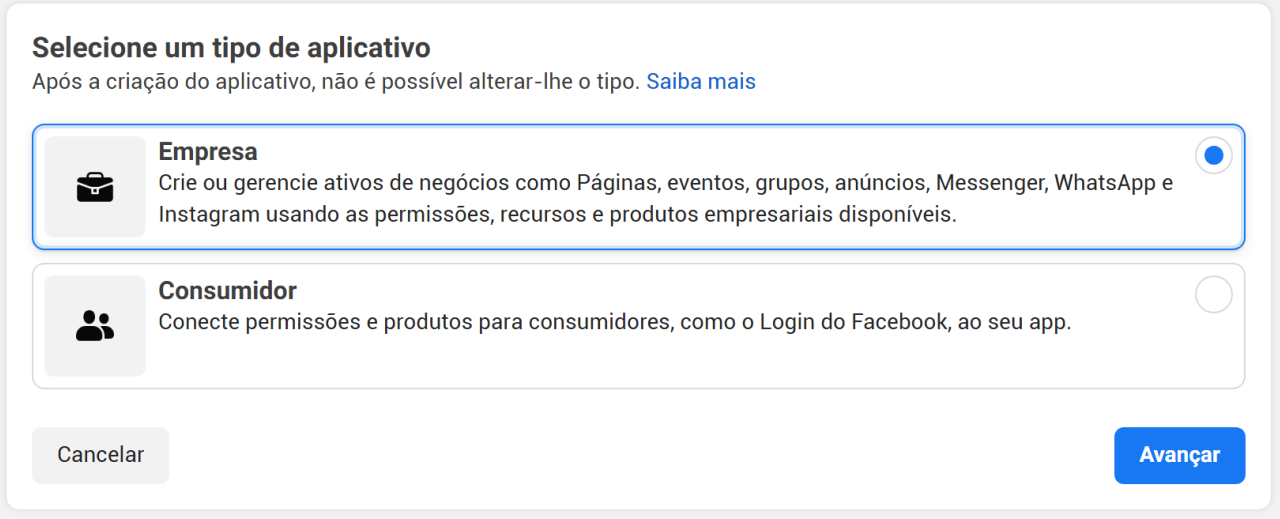 Selecione um tipo de aplicativo
Após a criação do aplicativo, não é possível alterar-lhe o tipo. Saiba mais
Empresa
Crie ou gerencie ativos de negócios como Páginas, eventos, grupos, anúncios, Messenger, WhatsApp e
Instagram usando as permissões, recursos e produtos empresariais disponíveis.
Consumidor
Conecte permissões e produtos para consumidores, como o Login do Facebook, ao seu app.
Cancelar
Avançar